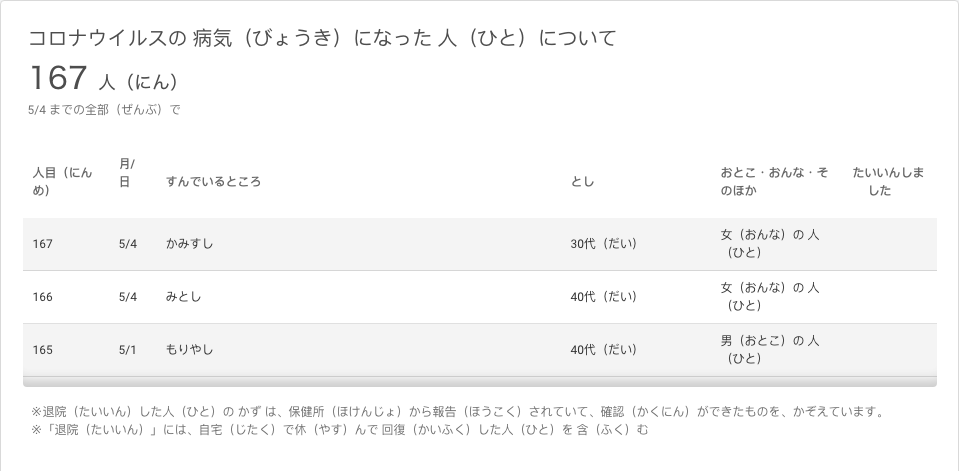 コロナウイルスの 病気（びょうき）になった 人（ひと）について
167 人（にん）
5/4 までの全部（ぜんぶ）で
人目（にんめ） 月/日 すんでいるところ とし おとこ・おんな・そのほか たいいんしました
167 5/4 かみすし 30代（だい） 女（おんな）の 人（ひと）
166 5/4 みとし 40代（だい） 女（おんな）の 人（ひと）
165 5/1 もりやし 40代（だい） 男（おとこ）の 人（ひと）
※退院（たいいん）した人（ひと）の かず は、保健所（ほけんじょ）から報告（ほうこく）されていて、確認（かくにん）ができたものを、かぞえています。
※「退院（たいいん）」には、自宅（じたく）で休（やす）んで 回復（かいふく）した人（ひと）を 含（ふく）む